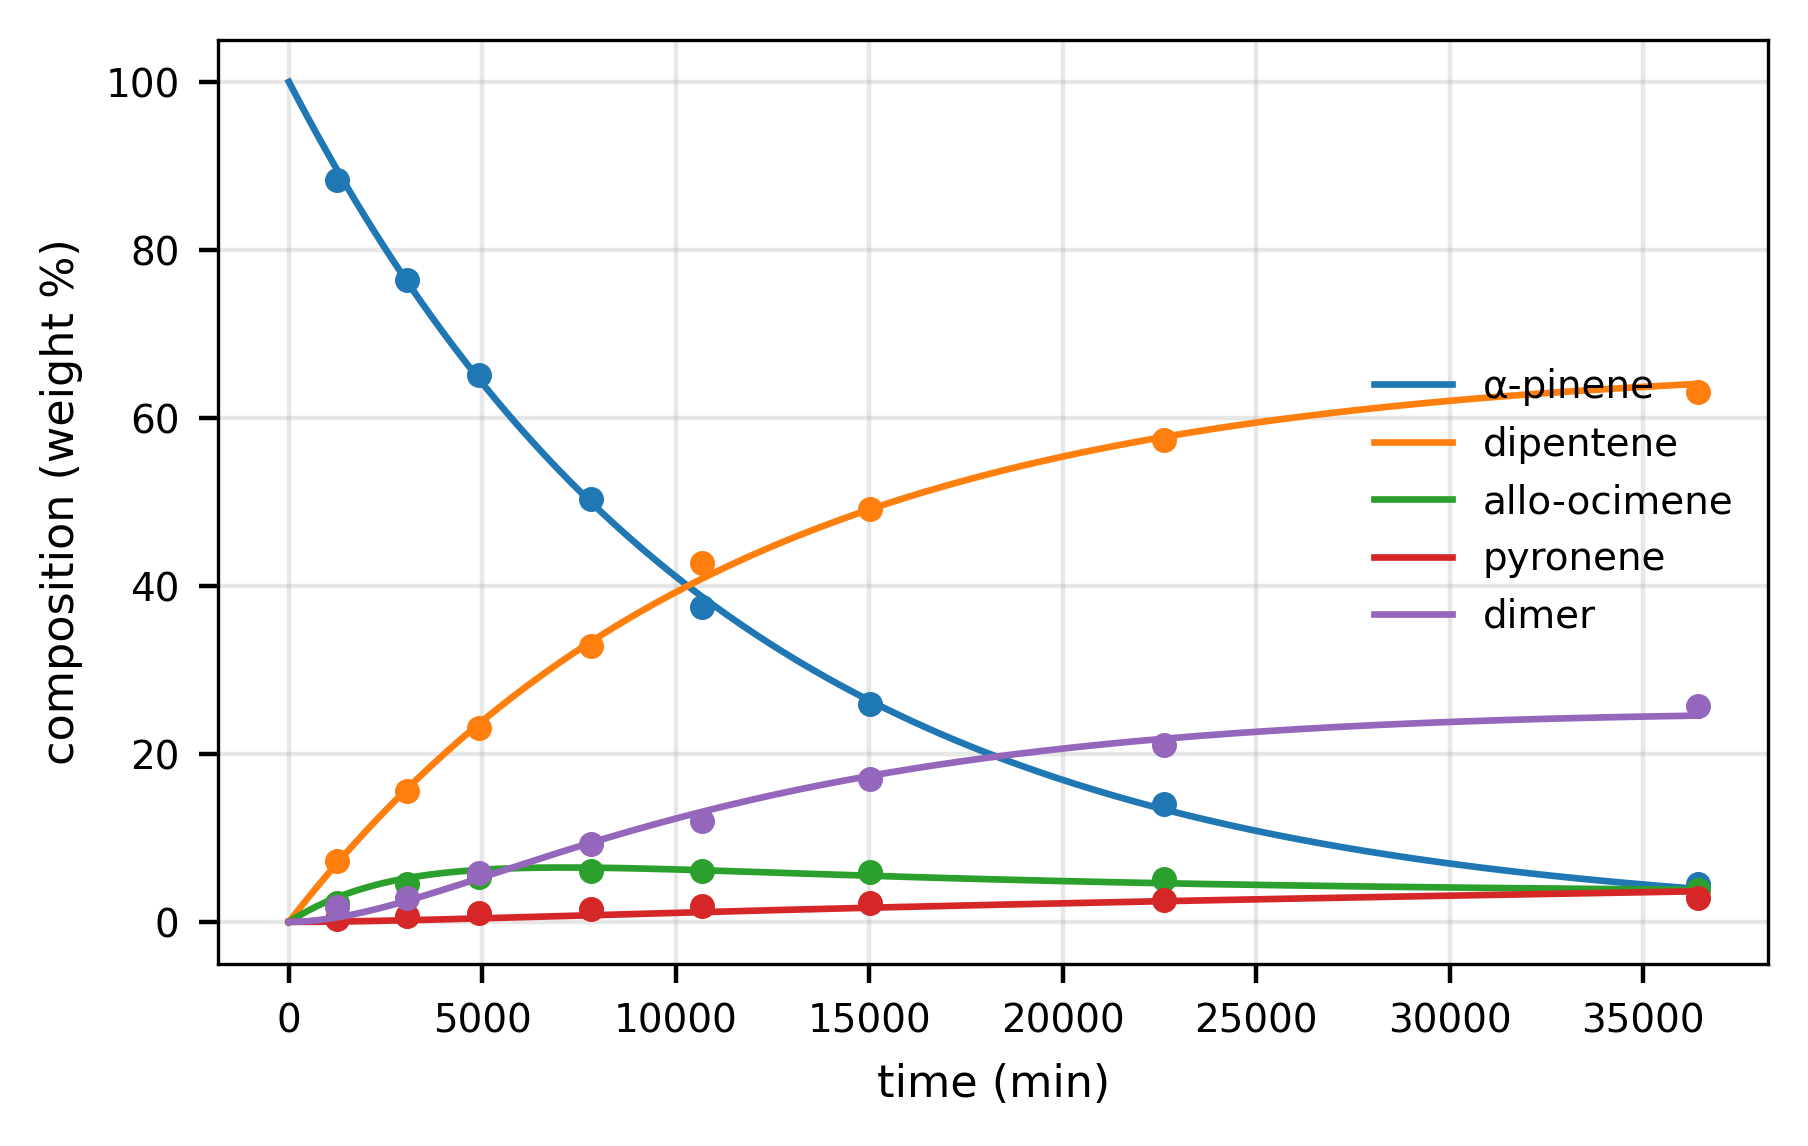 100
80
60
40
20
0
composition (weight %)
α-pinene
dipentene
allo-ocimene
pyronene
dimer
0 5000 10000 15000 20000 25000 30000 35000
time (min)